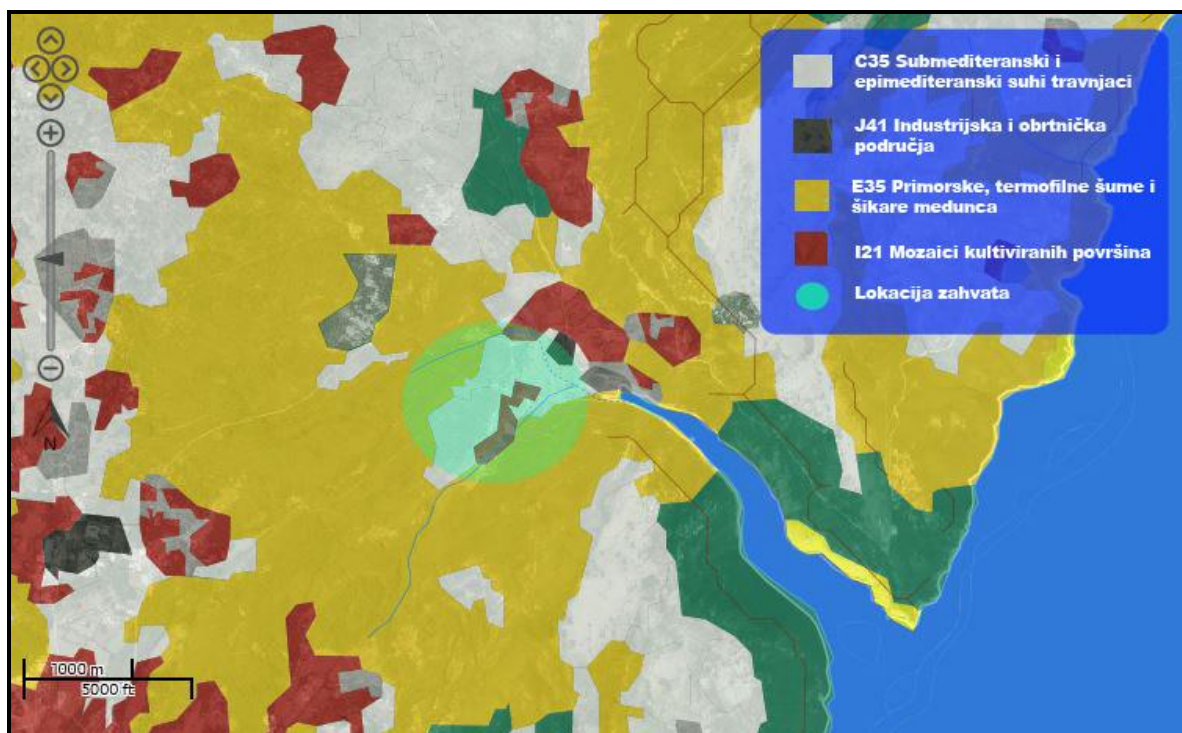 C35 Submediteranski i
epimediteranski suhi travnjaci
J41 Industrijska i obrtnička
područja
E35 Primorske, termofilne šume i
šikare medunca
I21 Mozaici kultiviranih površina
Lokacija zahvata
N
1000 m
5000 ft